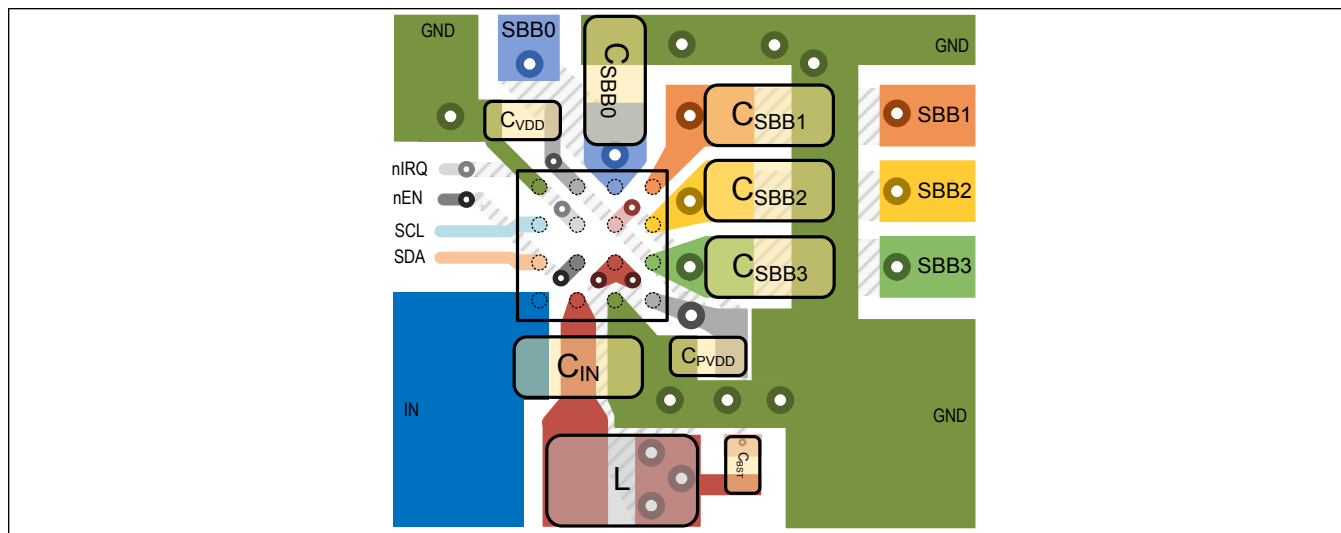 GND
SBB0
GND
CSBB0
CVDD
CSBB1
SBB1
nIRQ
nEN
CSBB2
SBB2
SCL
SDA
CSBB3
SBB3
CIN
CPVDD
IN
GND
L
CBST